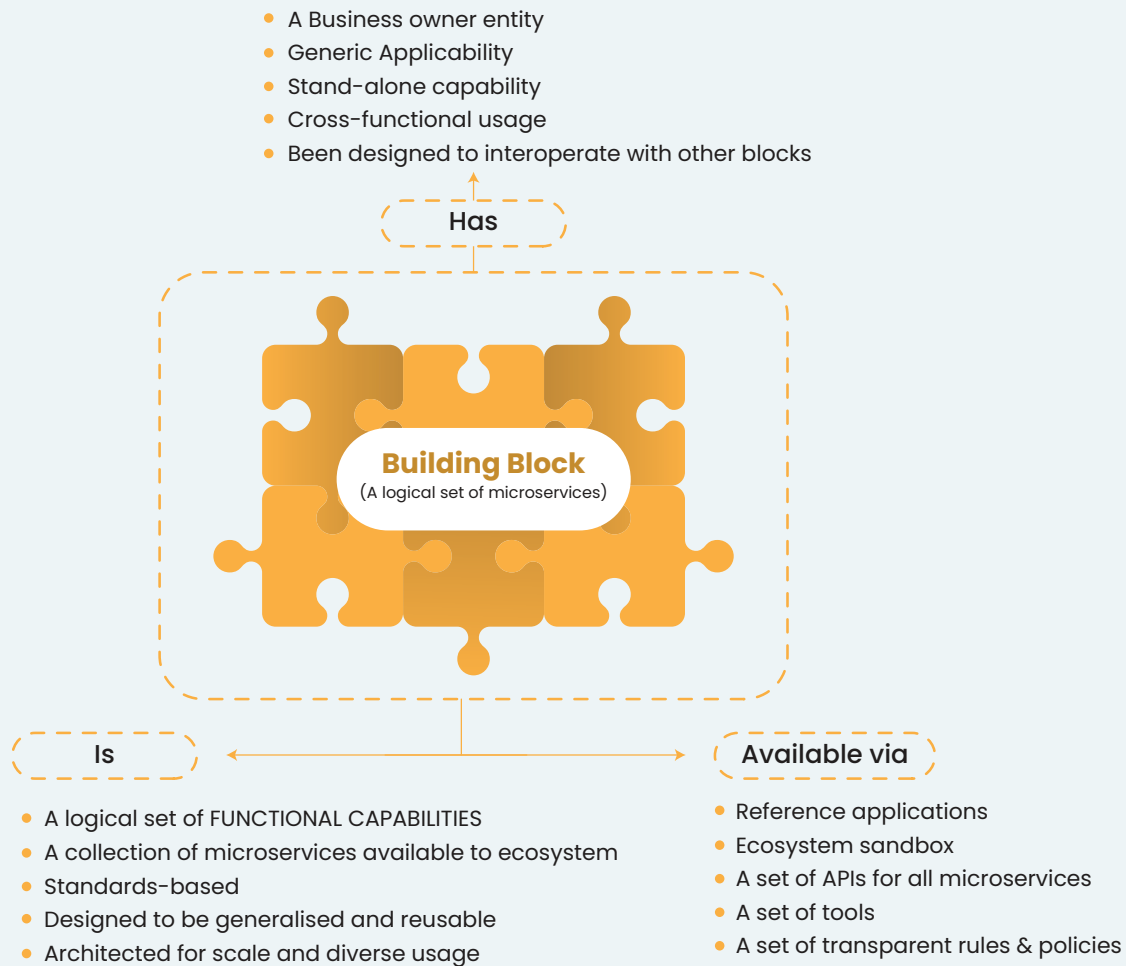 A Business owner entity
Generic Applicability
Stand-alone capability
Cross-functional usage
Been designed to interoperate with other blocks
Has
Building Block
(A logical set of microservices)
Is
A logical set of FUNCTIONAL CAPABILITIES
A collection of microservices available to ecosystem
Standards-based
Designed to be generalised and reusable
Architected for scale and diverse usage
Available via
Reference applications
Ecosystem sandbox
A set of APIs for all microservices
A set of tools
A set of transparent rules & policies